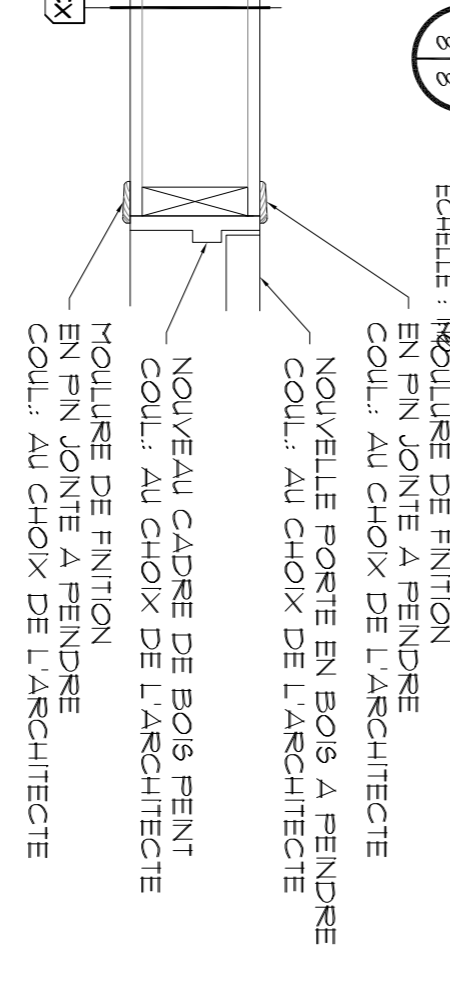 MOULURE DE FINITION
EN PIN JOINTE A PEINDRE
COUL.: AU CHOIX DE L'ARCHITECTE
NOUVELLE PORTE EN BOIS A PEINDRE
COUL.: AU CHOIX DE L'ARCHITECTE
NOUVEAU CADRE DE BOIS PEINT
COUL.: AU CHOIX DE L'ARCHITECTE
MOULURE DE FINITION
EN PIN JOINTE A PEINDRE
COUL.: AU CHOIX DE L'ARCHITECTE
ECHELLE :